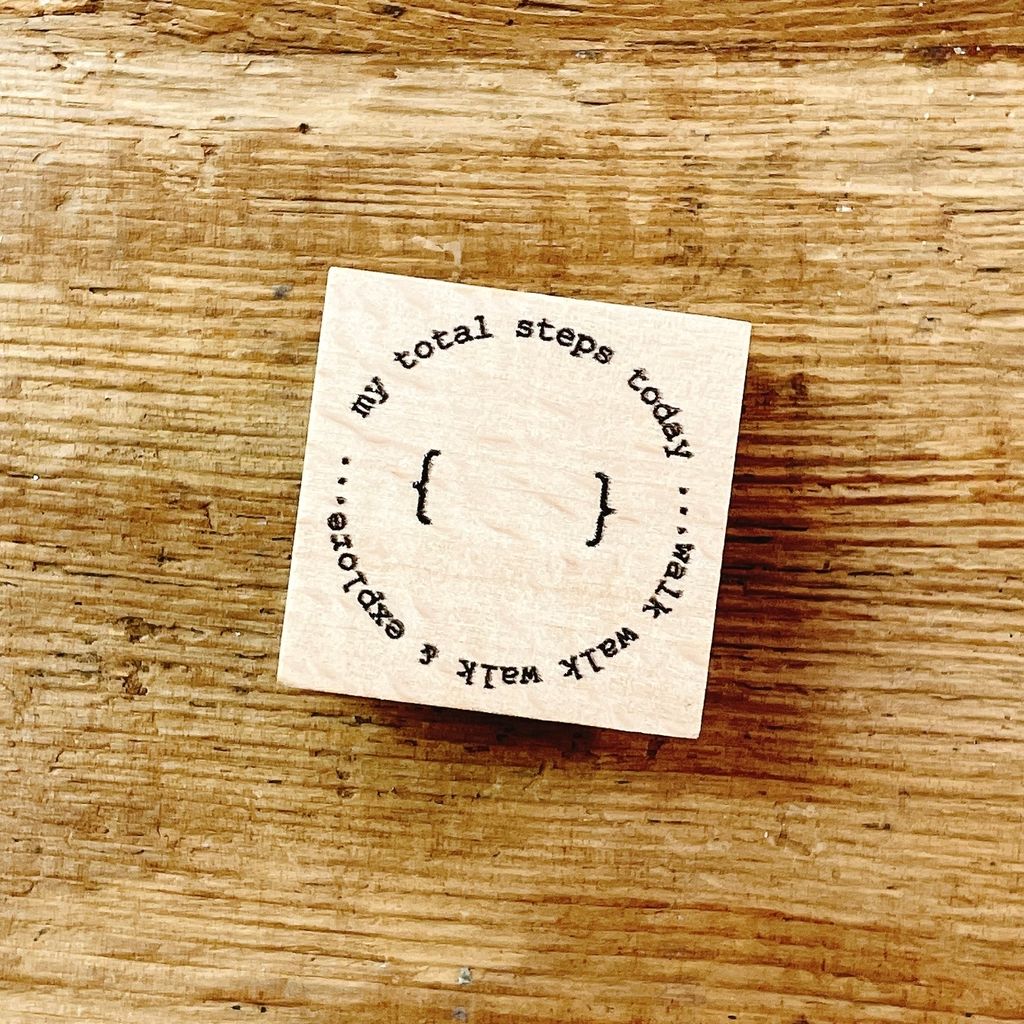 my total steps today ...walk walk walk & explore...
{ }